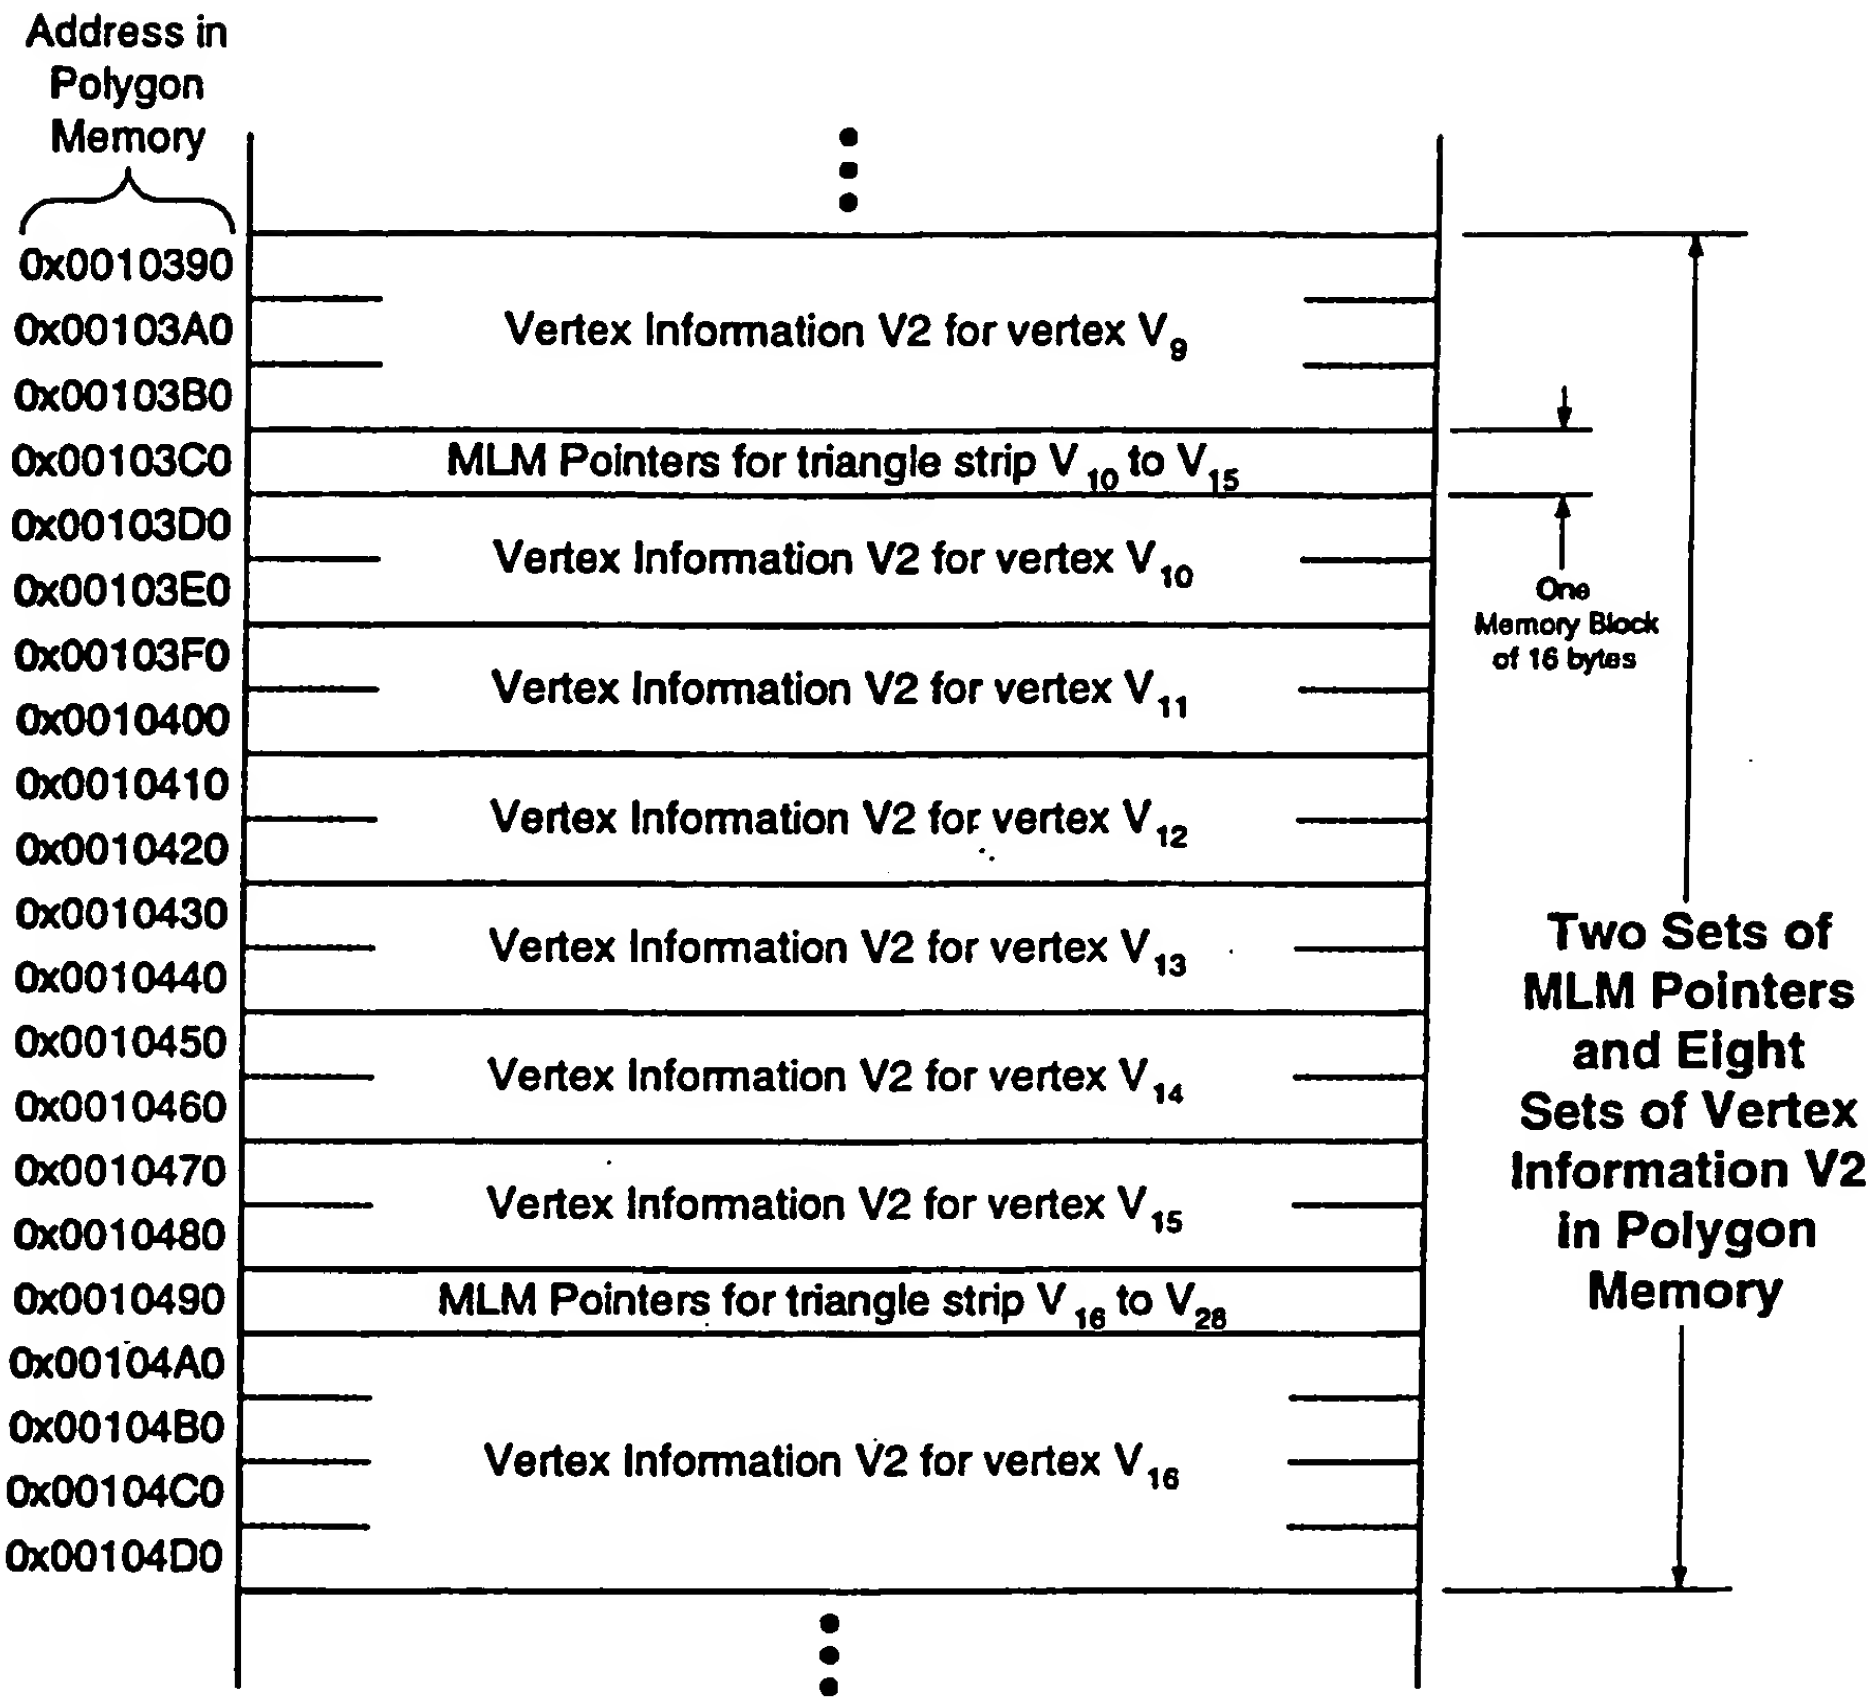 Address in
Polygon
Memory
0x0010390
0x00103A0
Vertex Information V2 for vertex V9
0x00103B0
0x00103C0
MLM Pointers for triangle strip V10 to V15
0x00103D0
Vertex Information V2 for vertex V10
0x00103E0
One
Memory Block
of 16 bytes
0x00103F0
Vertex Information V2 for vertex V11
0x0010400
0x0010410
Vertex Information V2 for vertex V12
0x0010420
0x0010430
Vertex Information V2 for vertex V13
0x0010440
0x0010450
Vertex Information V2 for vertex V14
0x0010460
0x0010470
Vertex Information V2 for vertex V15
0x0010480
0x0010490
MLM Pointers for triangle strip V16 to V28
0x00104A0
0x00104B0
Vertex Information V2 for vertex V16
0x00104C0
0x00104D0
Two Sets of
MLM Pointers
and Eight
Sets of Vertex
Information V2
in Polygon
Memory